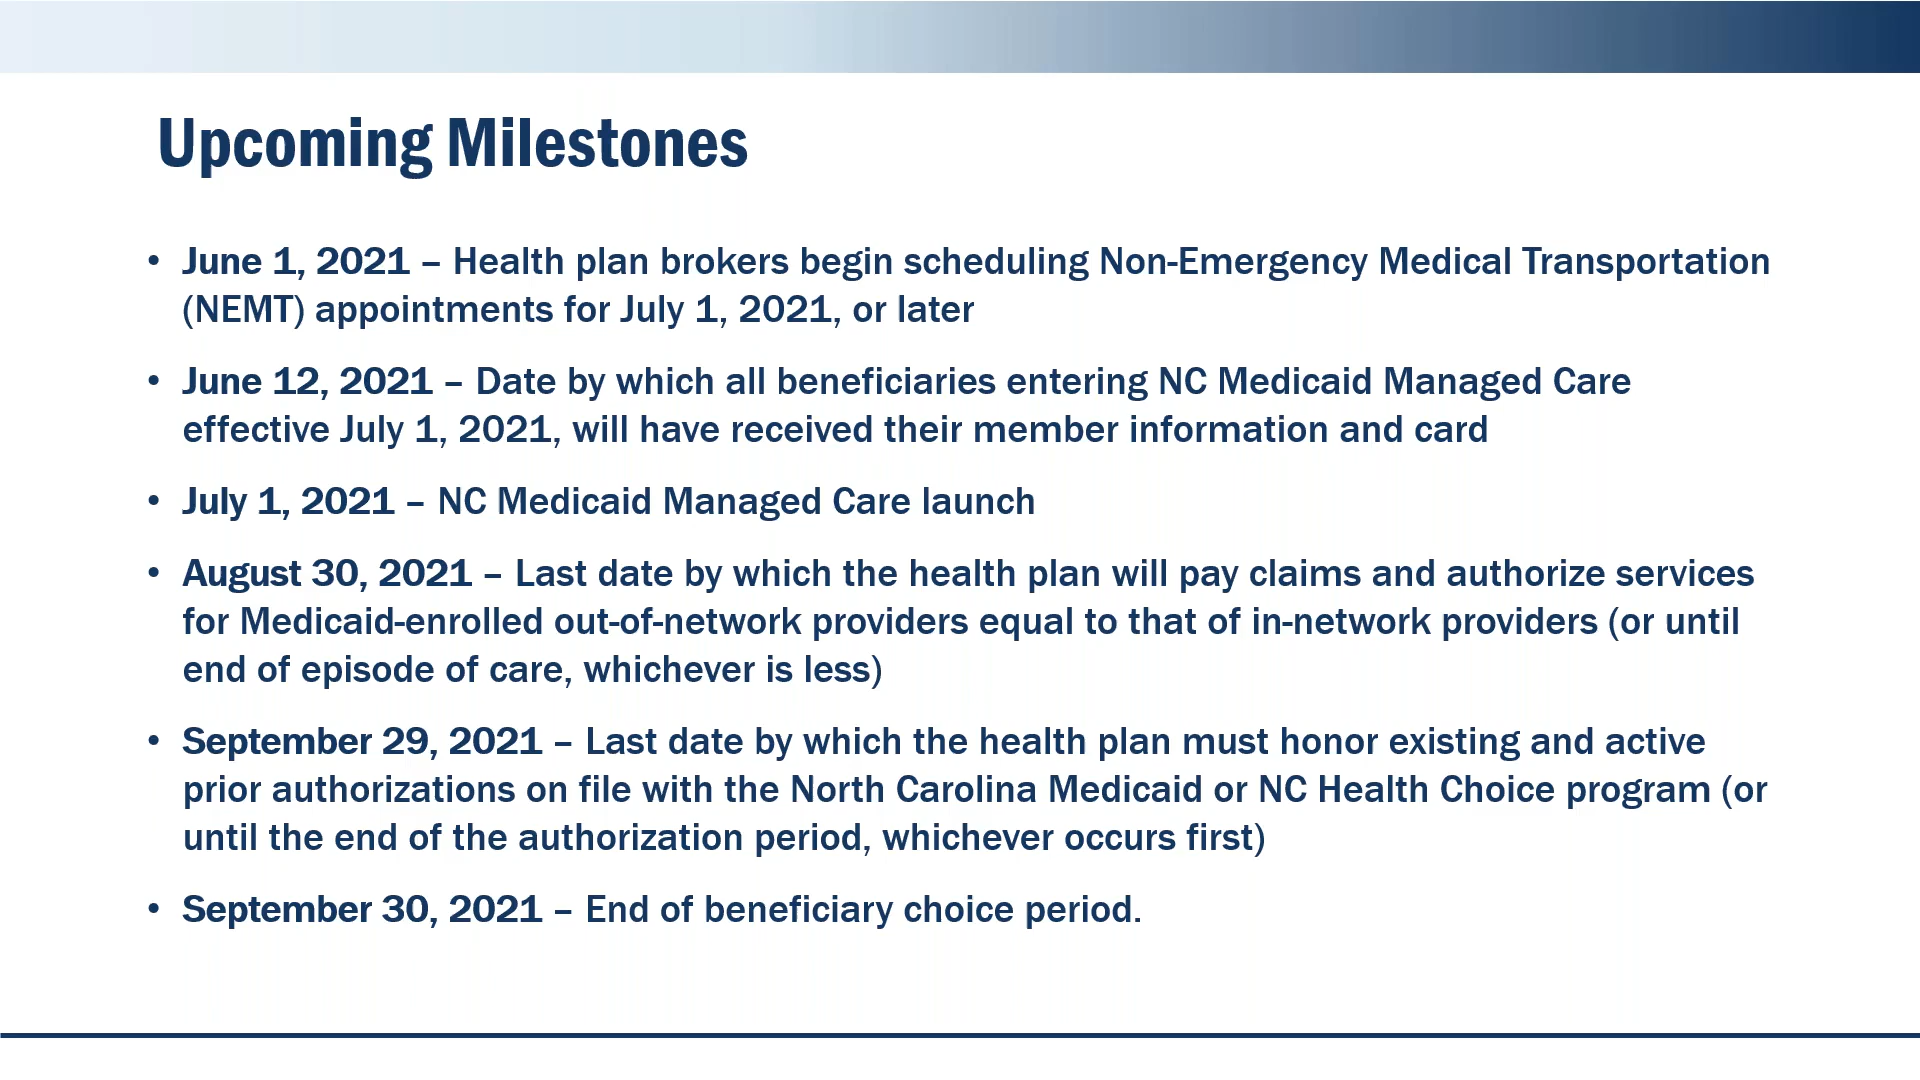 Upcoming Milestones
• June 1, 2021 – Health plan brokers begin scheduling Non-Emergency Medical Transportation
(NEMT) appointments for July 1, 2021, or later
• June 12, 2021 – Date by which all beneficiaries entering NC Medicaid Managed Care
effective July 1, 2021, will have received their member information and card
• July 1, 2021 – NC Medicaid Managed Care launch
• August 30, 2021 – Last date by which the health plan will pay claims and authorize services
for Medicaid-enrolled out-of-network providers equal to that of in-network providers (or until
end of episode of care, whichever is less)
• September 29, 2021 – Last date by which the health plan must honor existing and active
prior authorizations on file with the North Carolina Medicaid or NC Health Choice program (or
until the end of the authorization period, whichever occurs first)
• September 30, 2021 – End of beneficiary choice period.